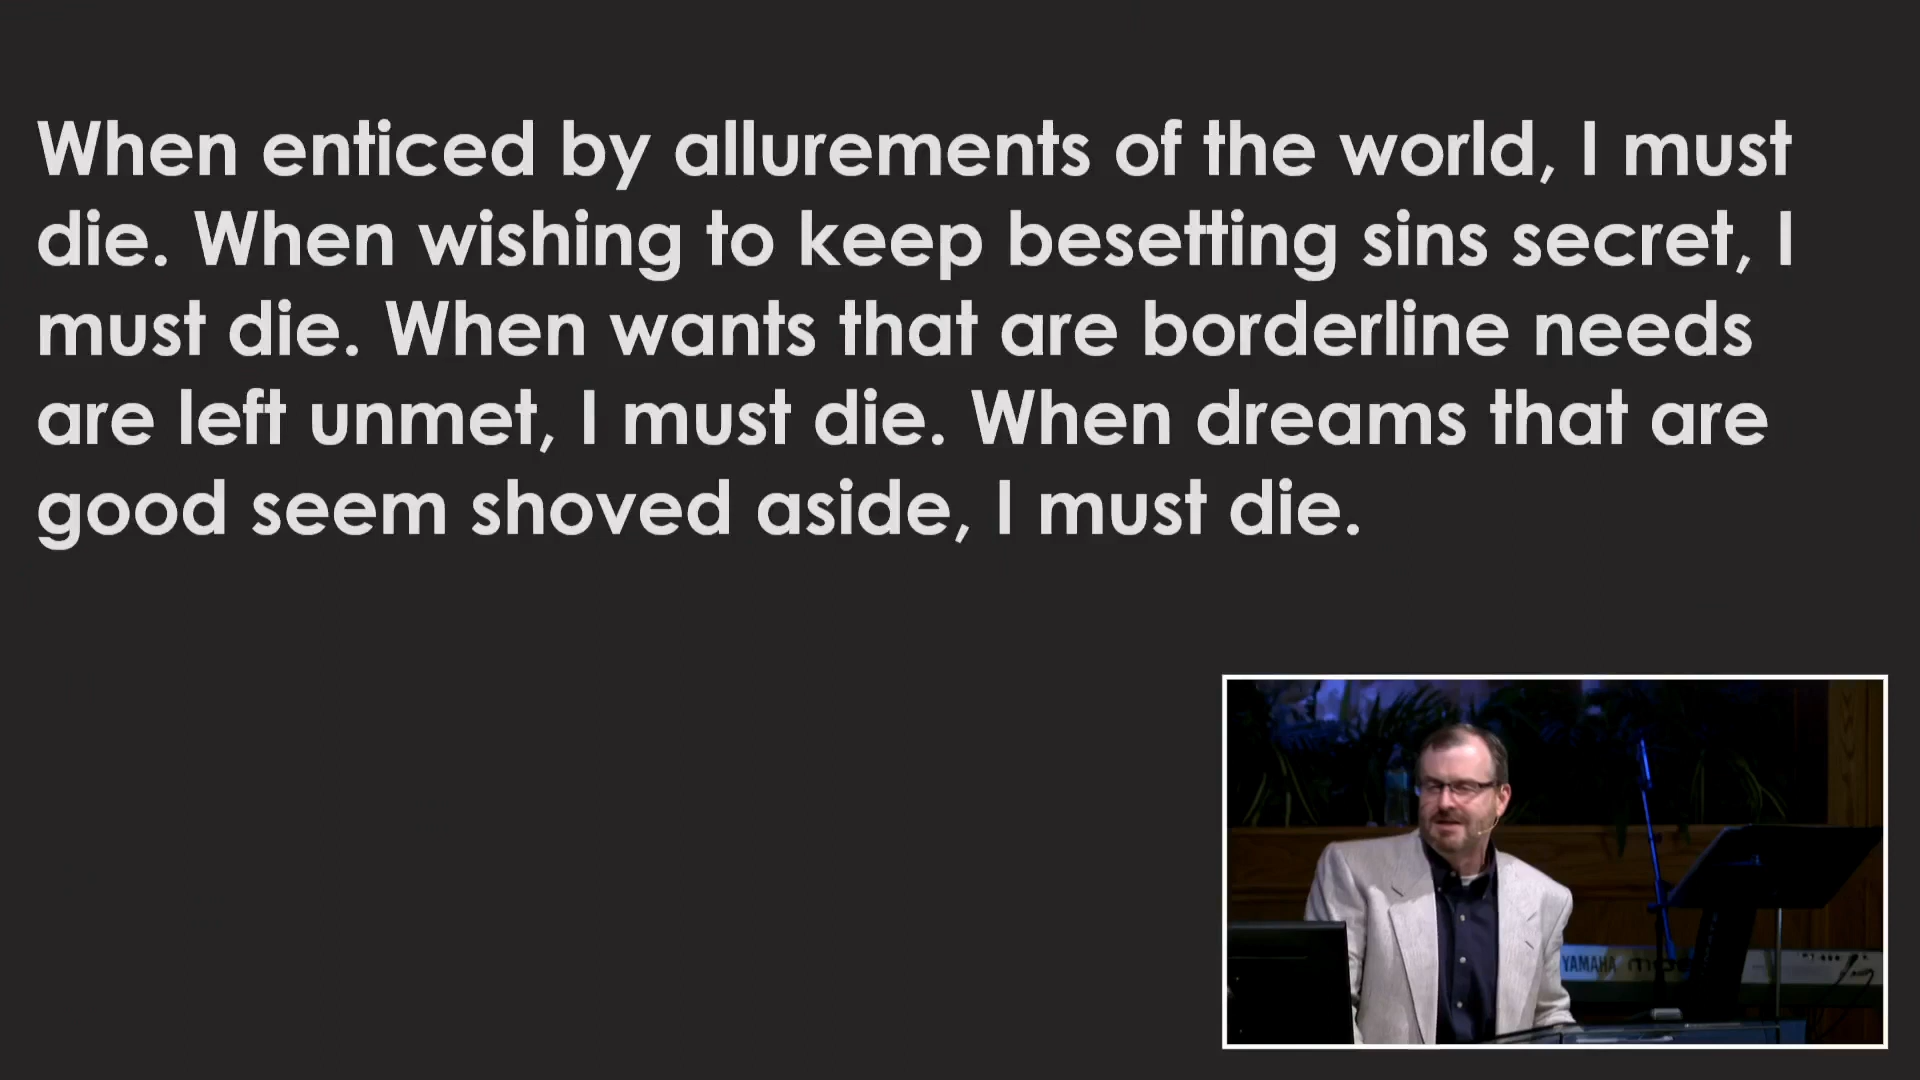 When enticed by allurements of the world, I must
die. When wishing to keep besetting sins secret, I
must die. When wants that are borderline needs
are left unmet, I must die. When dreams that are
good seem shoved aside, I must die.
YAMAHA